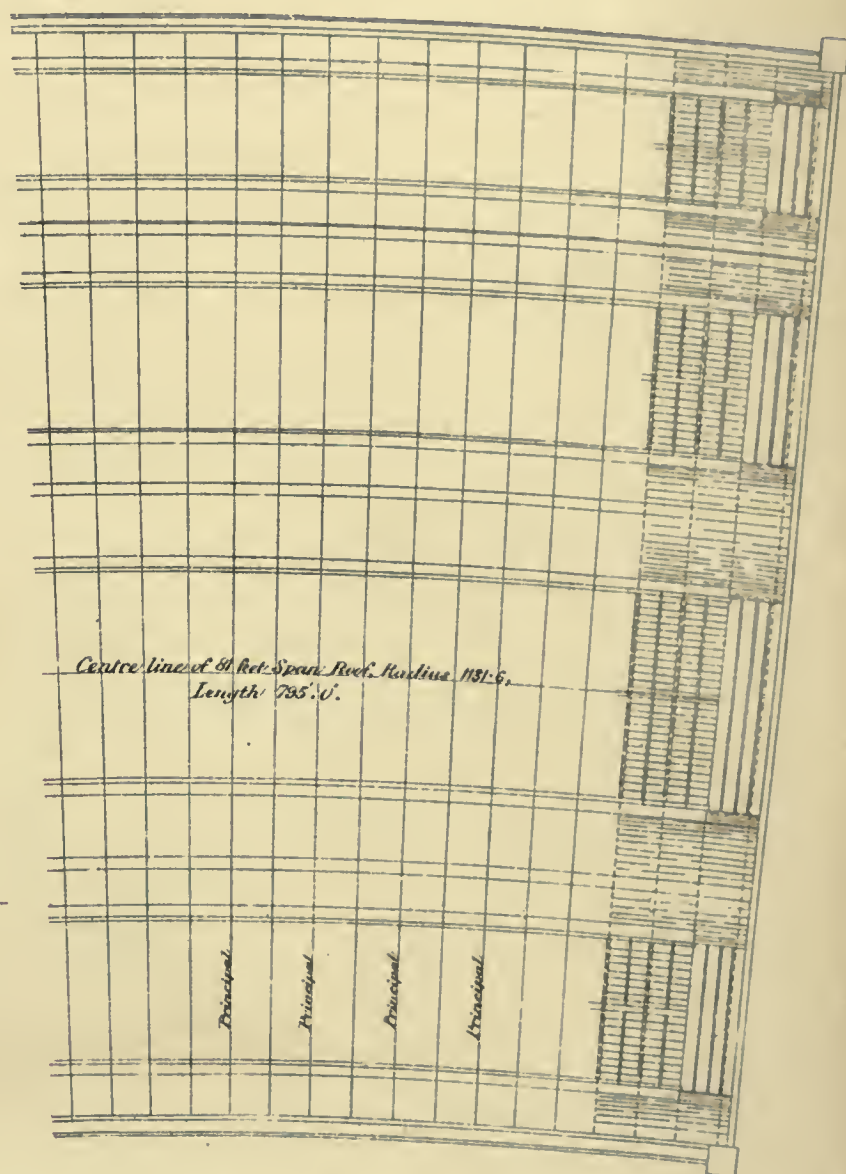 Centre line of 81 feet Span Roof. Radius 1131·6,
Length 795'. 0'.
Principal
Principal
Principal
Principal